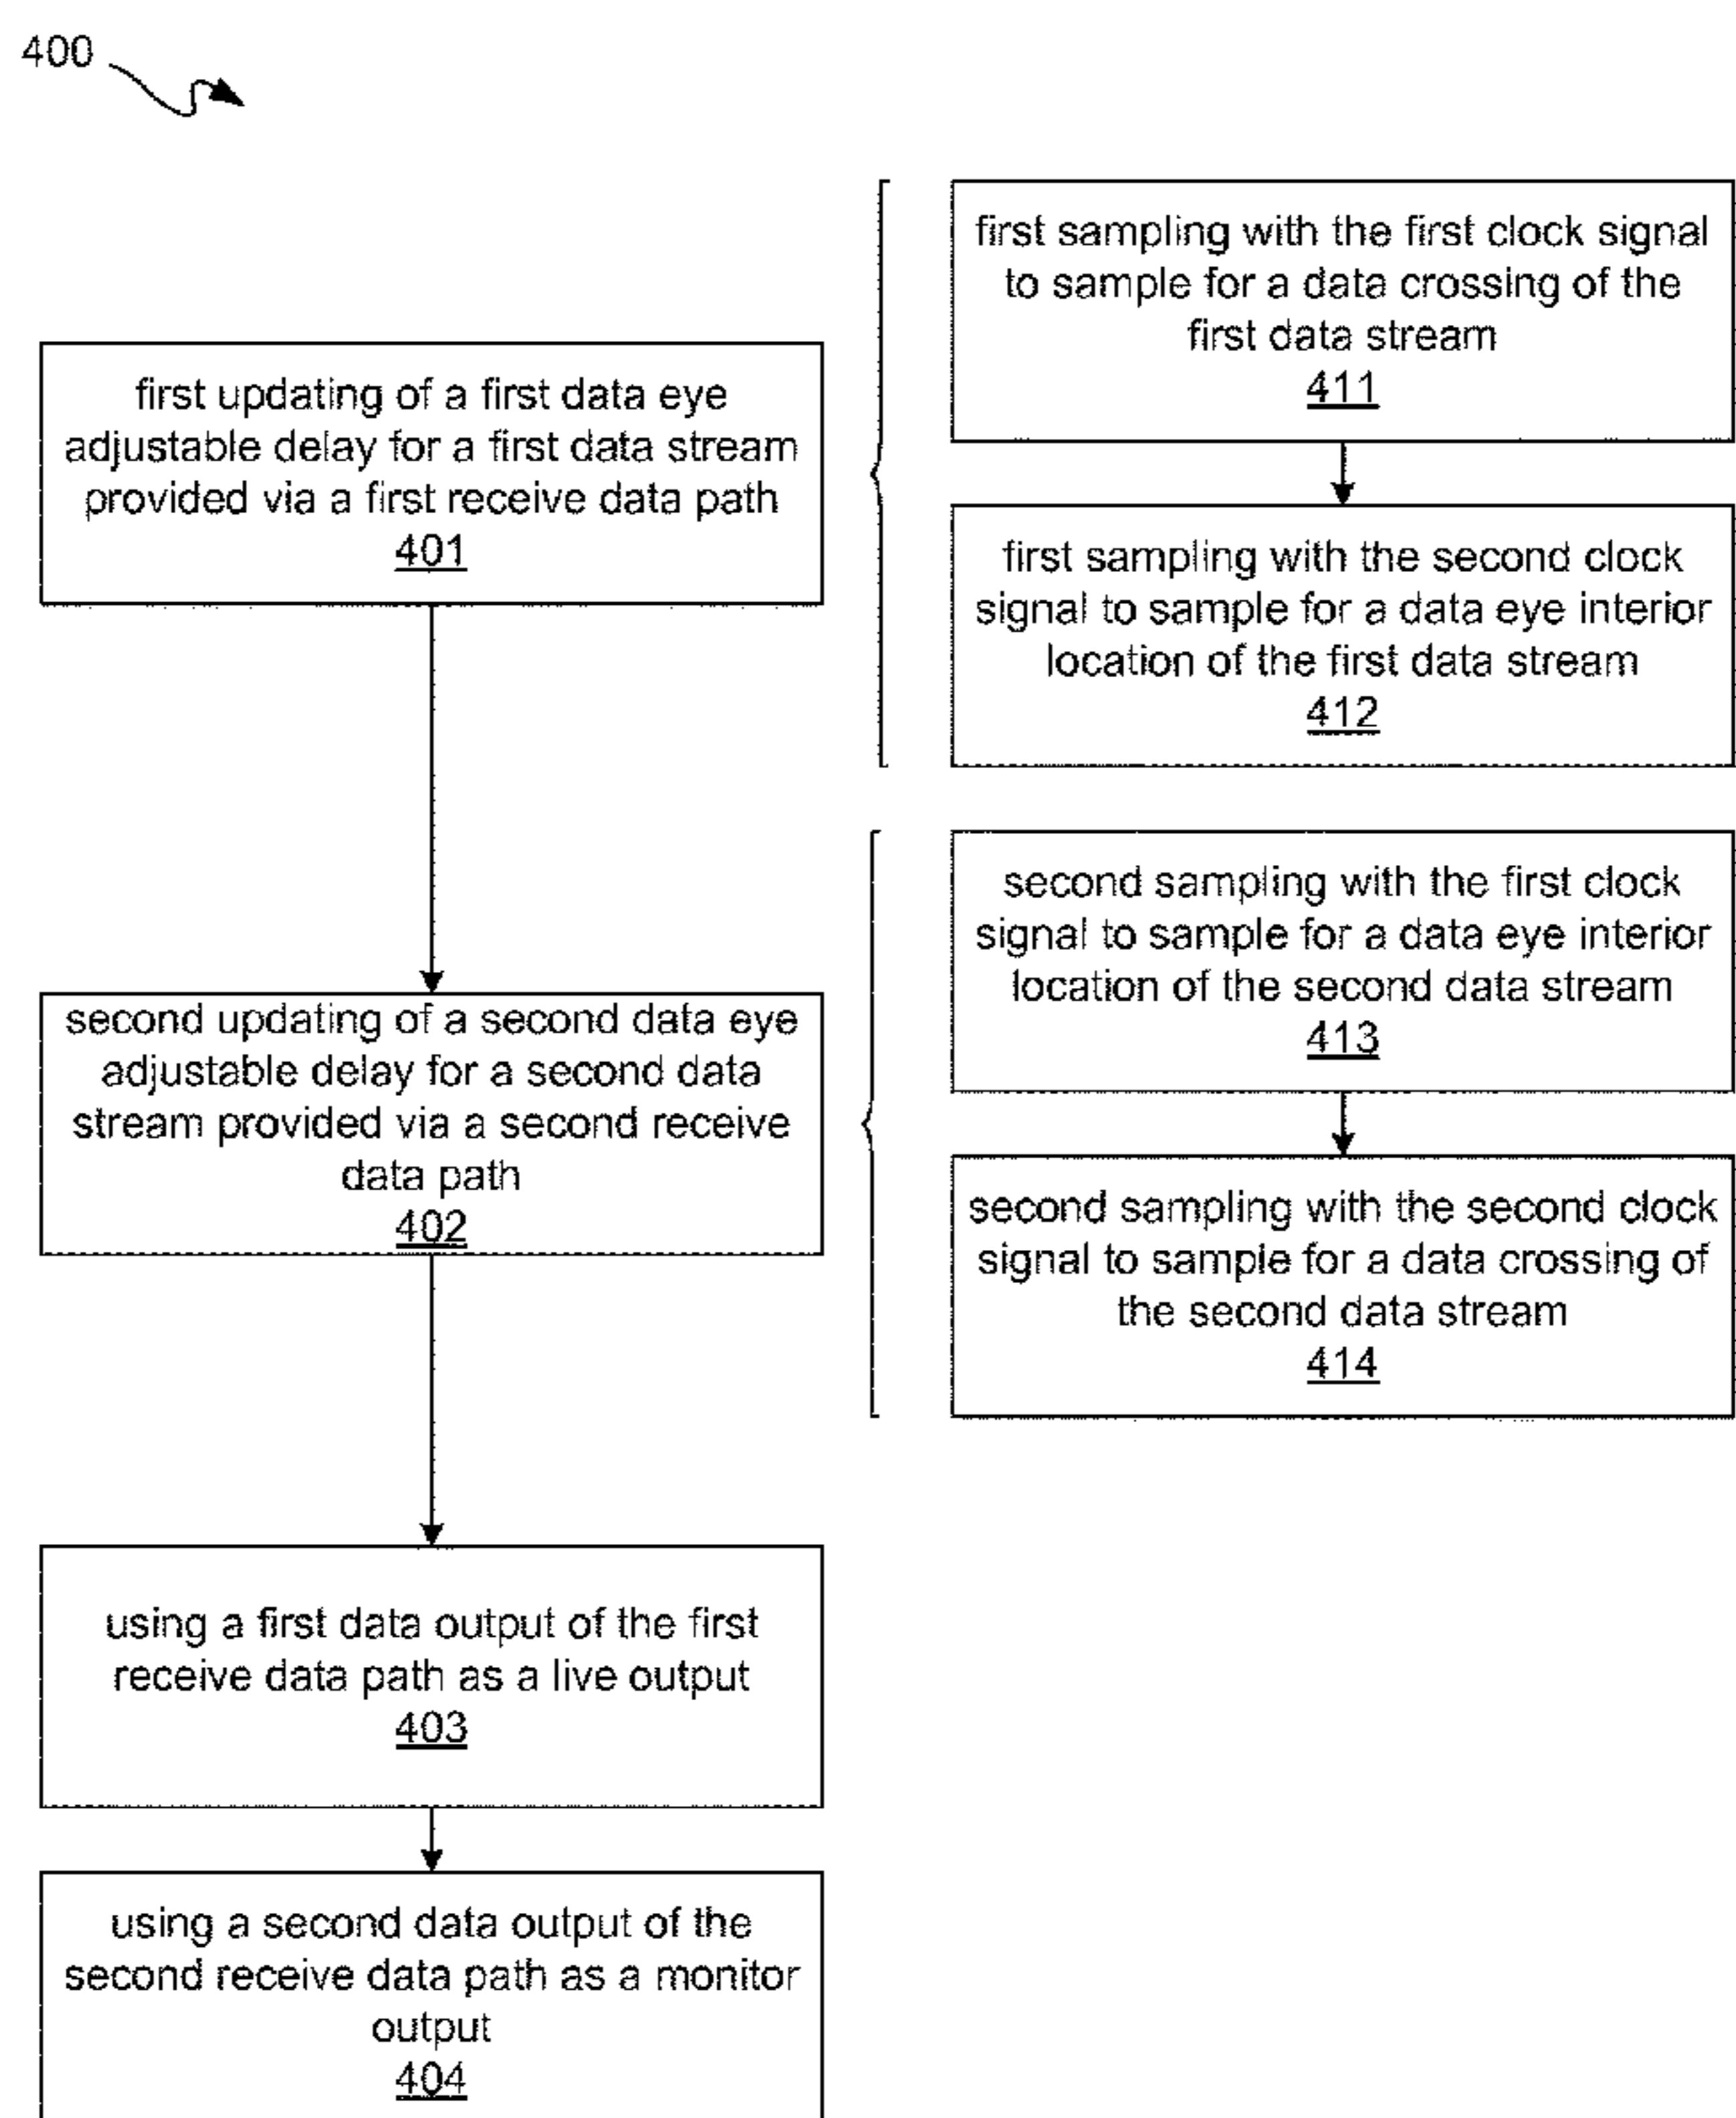 400
first updating of a first data eye
adjustable delay for a first data stream
provided via a first receive data path
401
first sampling with the first clock signal
to sample for a data crossing of the
first data stream
411
first sampling with the second clock
signal to sample for a data eye interior
location of the first data stream
412
second updating of a second data eye
adjustable delay for a second data
stream provided via a second receive
data path
402
second sampling with the first clock
signal to sample for a data eye interior
location of the second data stream
413
second sampling with the second clock
signal to sample for a data crossing of
the second data stream
414
using a first data output of the first
receive data path as a live output
403
using a second data output of the
second receive data path as a monitor
output
404